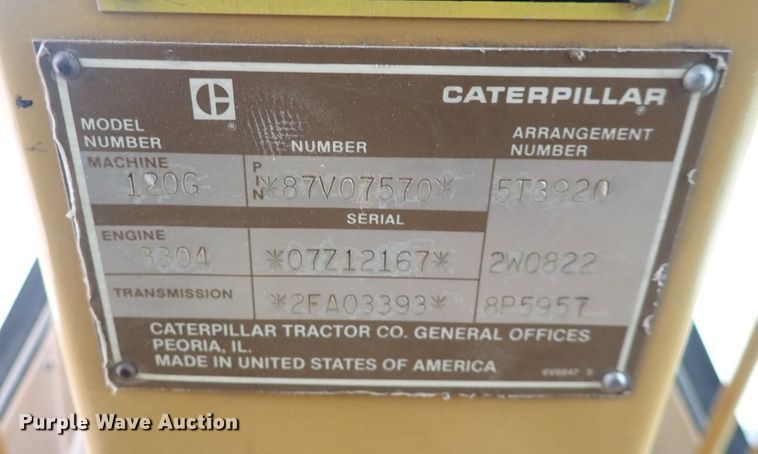 CATERPILLAR
MODEL NUMBER NUMBER ARRANGEMENT NUMBER
MACHINE
120G PIN *87V07570* 5T3920
SERIAL
ENGINE
3304 *07Z12167* 2W0822
TRANSMISSION *2FA03393* 8P5957
CATERPILLAR TRACTOR CO. GENERAL OFFICES
PEORIA, IL.
MADE IN UNITED STATES OF AMERICA
Purple Wave Auction